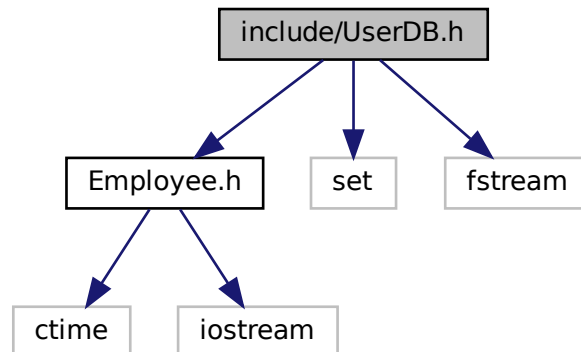 include/UserDB.h
Employee.h
set
fstream
ctime
iostream